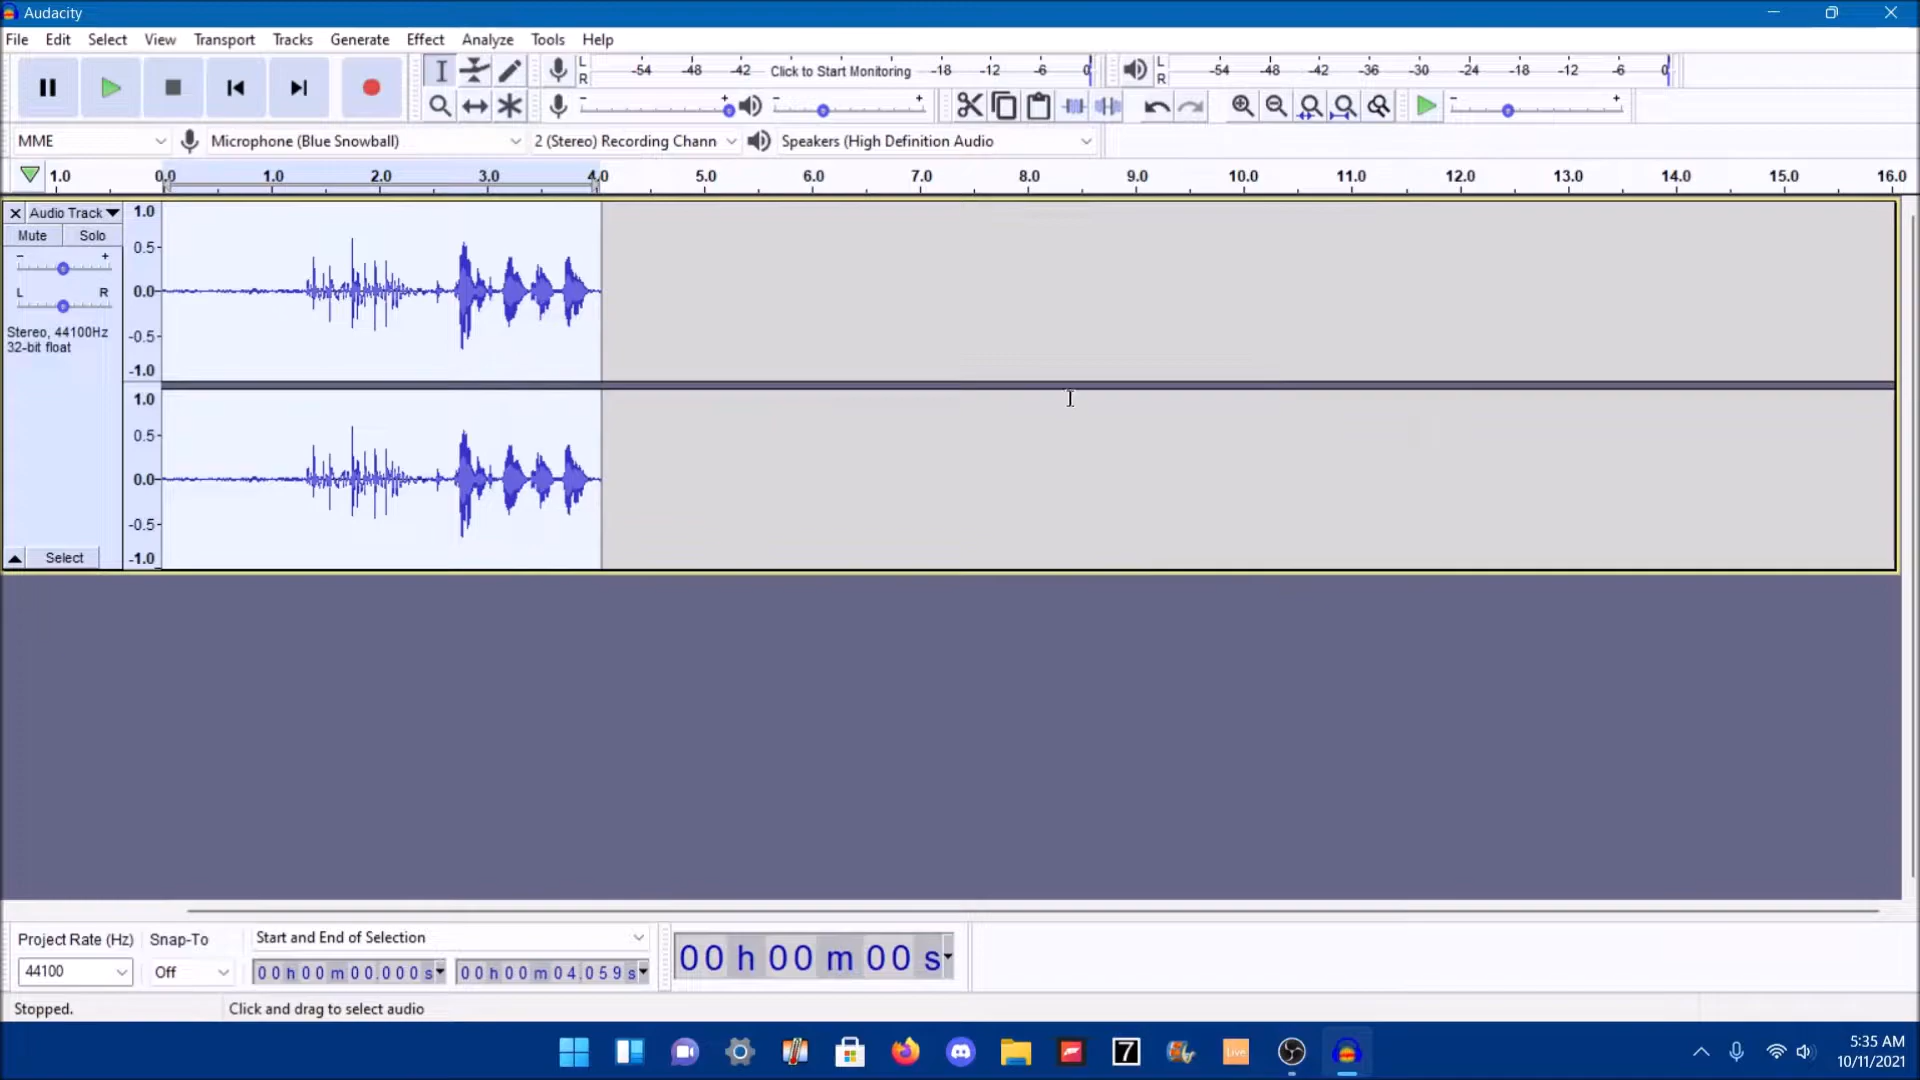 Audacity
File Edit Select View Transport Tracks Generate Effect Analyze Tools Help
L R -54 -48 -42 Click to Start Monitoring -18 -12 -6 0 L R -54 -48 -42 -36 -30 -24 -18 -12 -6 0
- + - + - +
MME Microphone (Blue Snowball) 2 (Stereo) Recording Chann Speakers (High Definition Audio
1.0 0.0 1.0 2.0 3.0 4.0 5.0 6.0 7.0 8.0 9.0 10.0 11.0 12.0 13.0 14.0 15.0 16.0
Audio Track 1.0
Mute Solo
0.5
- +
L R 0.0
Stereo, 44100Hz
32-bit float
-0.5
-1.0
1.0
0.5
0.0
-0.5
Select -1.0
Project Rate (Hz) Snap-To Start and End of Selection
44100 Off 00 h 00 m 00.000 s 00 h 00 m 04.059 s 00 h 00 m 00 s
Stopped. Click and drag to select audio
7 Live
5:35 AM
10/11/2021